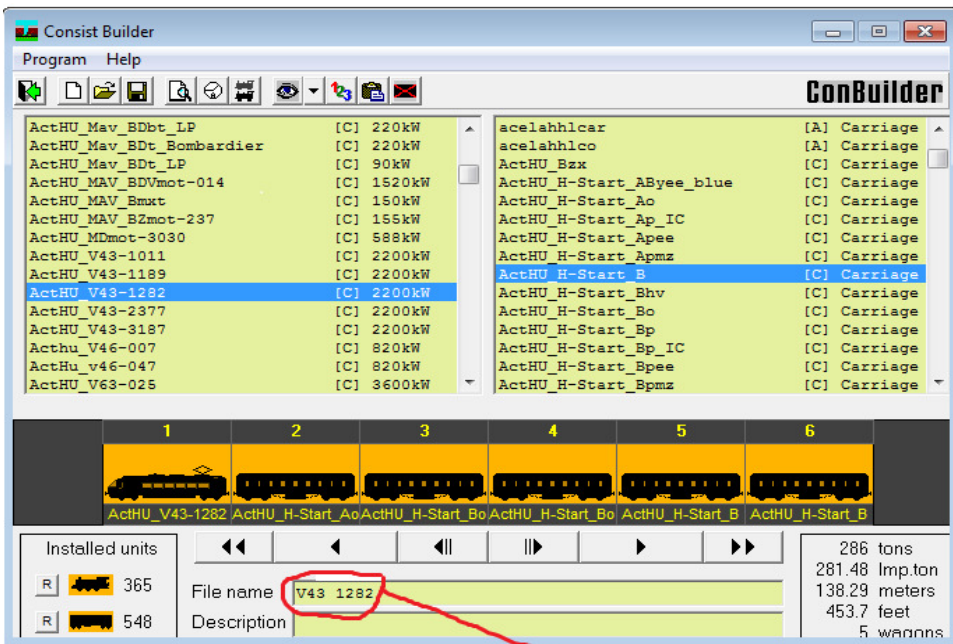 Consist Builder
Program Help
ConBuilder
ActHU_Mav_BDbt_LP [C] 220kW
ActHU_Mav_BDt_Bombardier [C] 220kW
ActHU_Mav_BDt_LP [C] 90kW
ActHU_MAV_BDVmot-014 [C] 1520kW
ActHU_MAV_Bmxt [C] 150kW
ActHU_MAV_BZmot-237 [C] 155kW
ActHU_MDmot-3030 [C] 588kW
ActHU_V43-1011 [C] 2200kW
ActHU_V43-1189 [C] 2200kW
ActHU_V43-1282 [C] 2200kW
ActHU_V43-2377 [C] 2200kW
ActHU_V43-3187 [C] 2200kW
Acthu_V46-007 [C] 820kW
ActHu_v46-047 [C] 820kW
ActHU_V63-025 [C] 3600kW
acelahhlcar [A] Carriage
acelahhlco [A] Carriage
ActHU_Bzx [C] Carriage
ActHU_H-Start_AByee_blue [C] Carriage
ActHU_H-Start_Ao [C] Carriage
ActHU_H-Start_Ap_IC [C] Carriage
ActHU_H-Start_Apee [C] Carriage
ActHU_H-Start_Apmz [C] Carriage
ActHU_H-Start_B [C] Carriage
ActHU_H-Start_Bhv [C] Carriage
ActHU_H-Start_Bo [C] Carriage
ActHU_H-Start_Bp [C] Carriage
ActHU_H-Start_Bp_IC [C] Carriage
ActHU_H-Start_Bpee [C] Carriage
ActHU_H-Start_Bpmz [C] Carriage
1 2 3 4 5 6
ActHU_V43-1282 ActHU_H-Start_Ao ActHU_H-Start_Bo ActHU_H-Start_Bo ActHU_H-Start_B ActHU_H-Start_B
Installed units
R 365
R 548
File name V43 1282
Description
286 tons
281.48 Imp.ton
138.29 meters
453.7 feet
5 wagons